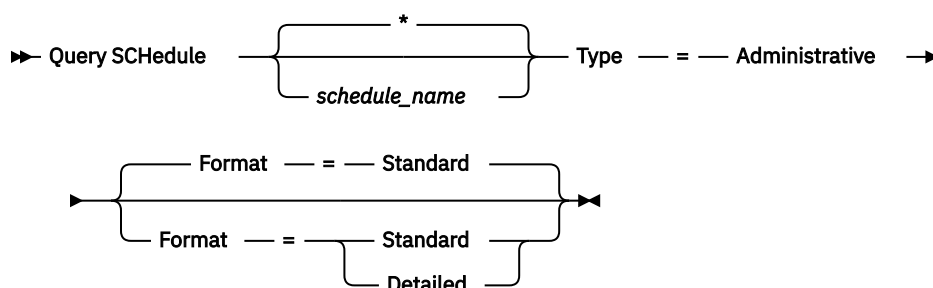 *
Query SCHedule Type = Administrative
schedule_name
Format = Standard
Format = Standard
Detailed